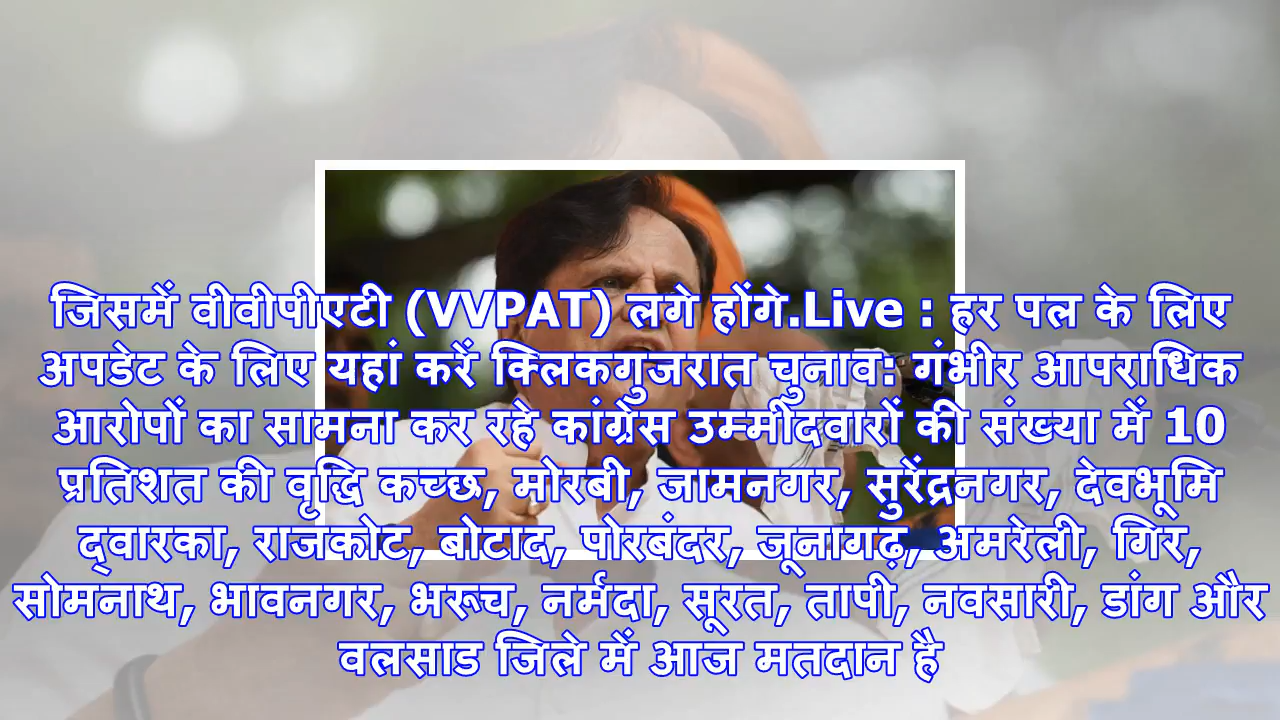 जिसमें वीवीपीएटी (VVPAT) लगे होंगे.Live : हर पल के लिए
अपडेट के लिए यहां करें क्लिकगुजरात चुनाव: गंभीर आपराधिक
आरोपों का सामना कर रहे कांग्रेस उम्मीदवारों की संख्या में 10
प्रतिशत की वृद्धि कच्छ, मोरबी, जामनगर, सुरेंद्रनगर, देवभूमि
द्वारका, राजकोट, बोटाद, पोरबंदर, जूनागढ़, अमरेली, गिर,
सोमनाथ, भावनगर, भरूच, नर्मदा, सूरत, तापी, नवसारी, डांग और
वलसाड जिले में आज मतदान है